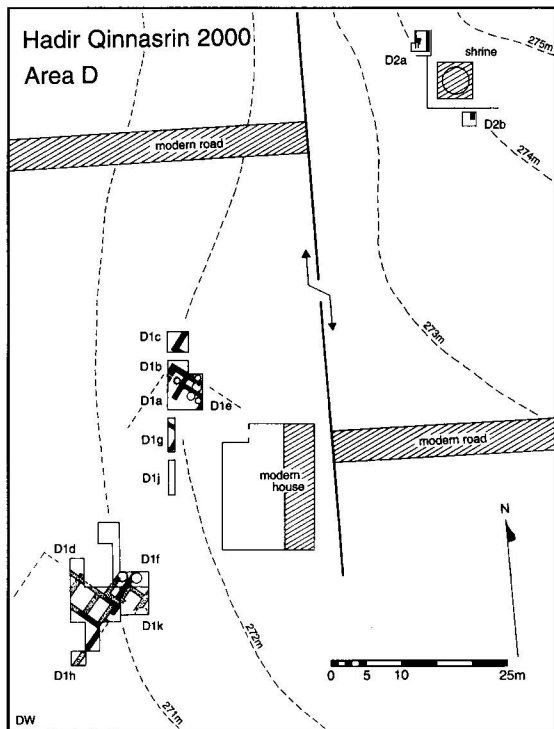 Hadir Qinnasrin 2000
Area D
D2a
shrine
275m
D2b
274m
modern road
273m
D1c
D1b
D1a
D1e
D1g
D1j
modern
house
modern road
N
D1d
D1f
D1k
D1h
272m
271m
0 5 10 15 25m
DW